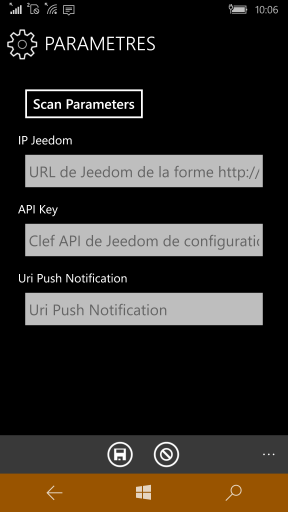 10:06
PARAMETRES
Scan Parameters
IP Jeedom
URL de Jeedom de la forme http://
API Key
Clef API de Jeedom de configuratic
Uri Push Notification
Uri Push Notification
...